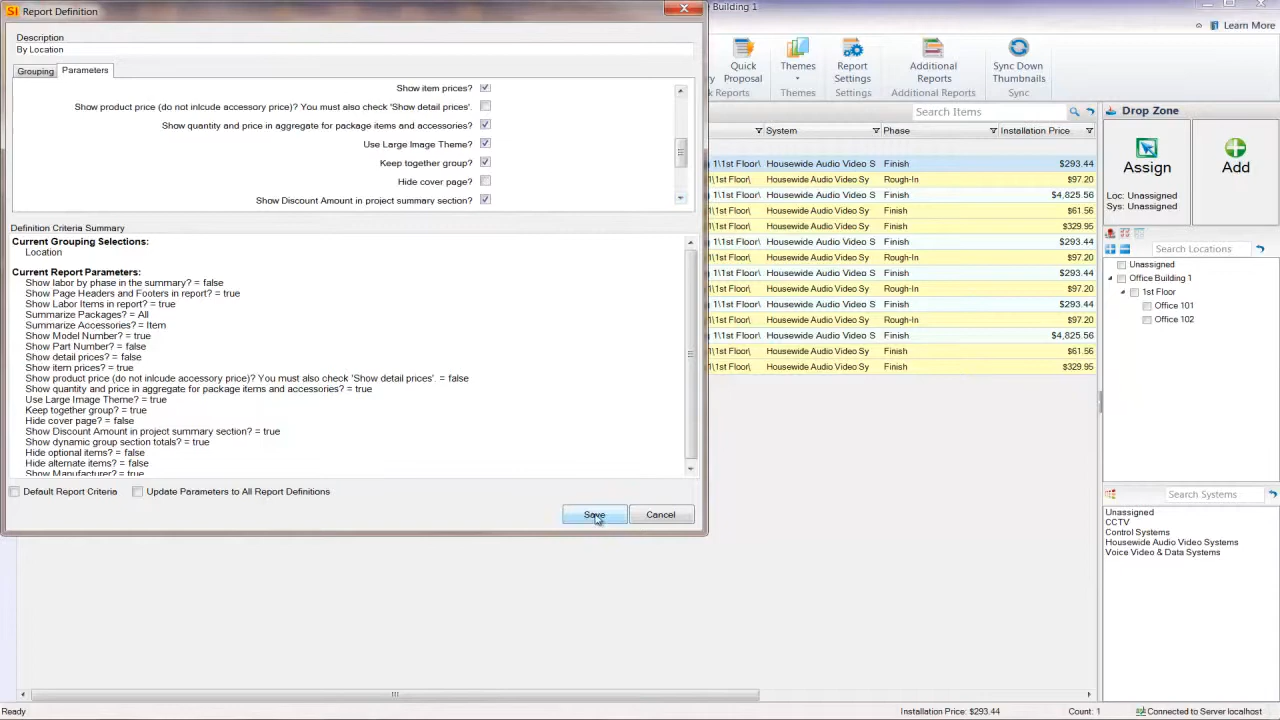 SI Report Definition
Building 1
Learn More
Description
By Location
Grouping
Parameters
Show item prices?
Show product price (do not inlcude accessory price)? You must also check 'Show detail prices'.
Show quantity and price in aggregate for package items and accessories?
Use Large Image Theme?
Keep together group?
Hide cover page?
Show Discount Amount in project summary section?
Definition Criteria Summary
Current Grouping Selections:
Location
Current Report Parameters:
Show labor by phase in the summary? = false
Show Page Headers and Footers in report? = true
Show Labor Items in report? = true
Summarize Packages? = All
Summarize Accessories? = Item
Show Model Number? = true
Show Part Number? = false
Show detail prices? = false
Show item prices? = true
Show product price (do not inlcude accessory price)? You must also check 'Show detail prices'. = false
Show quantity and price in aggregate for package items and accessories? = true
Use Large Image Theme? = true
Keep together group? = true
Hide cover page? = false
Show Discount Amount in project summary section? = true
Show dynamic group section totals? = true
Hide optional items? = false
Hide alternate items? = false
Show Manufacturer? = true
Default Report Criteria
Update Parameters to All Report Definitions
Save
Cancel
Quick Proposal
Themes
Report Settings
Additional Reports
Sync Down Thumbnails
Reports
Themes
Settings
Additional Reports
Sync
Search Items
System Phase Installation Price
1\1st Floor\ Housewide Audio Video S Finish $293.44
1\1st Floor\ Housewide Audio Video Sy Rough-In $97.20
1\1st Floor\ Housewide Audio Video S Finish $4,825.56
1\1st Floor\ Housewide Audio Video Sy Finish $61.56
1\1st Floor\ Housewide Audio Video Sy Finish $329.95
1\1st Floor\ Housewide Audio Video S Finish $293.44
1\1st Floor\ Housewide Audio Video Sy Rough-In $97.20
1\1st Floor\ Housewide Audio Video S Finish $293.44
1\1st Floor\ Housewide Audio Video Sy Rough-In $97.20
1\1st Floor\ Housewide Audio Video S Finish $293.44
1\1st Floor\ Housewide Audio Video Sy Rough-In $97.20
1\1st Floor\ Housewide Audio Video S Finish $4,825.56
1\1st Floor\ Housewide Audio Video Sy Finish $61.56
1\1st Floor\ Housewide Audio Video Sy Finish $329.95
Drop Zone
Assign
Loc: Unassigned
Sys: Unassigned
Add
Search Locations
Unassigned
Office Building 1
1st Floor
Office 101
Office 102
Search Systems
Unassigned
CCTV
Control Systems
Housewide Audio Video Systems
Voice Video & Data Systems
Ready
Installation Price: $293.44
Count: 1
Connected to Server localhost